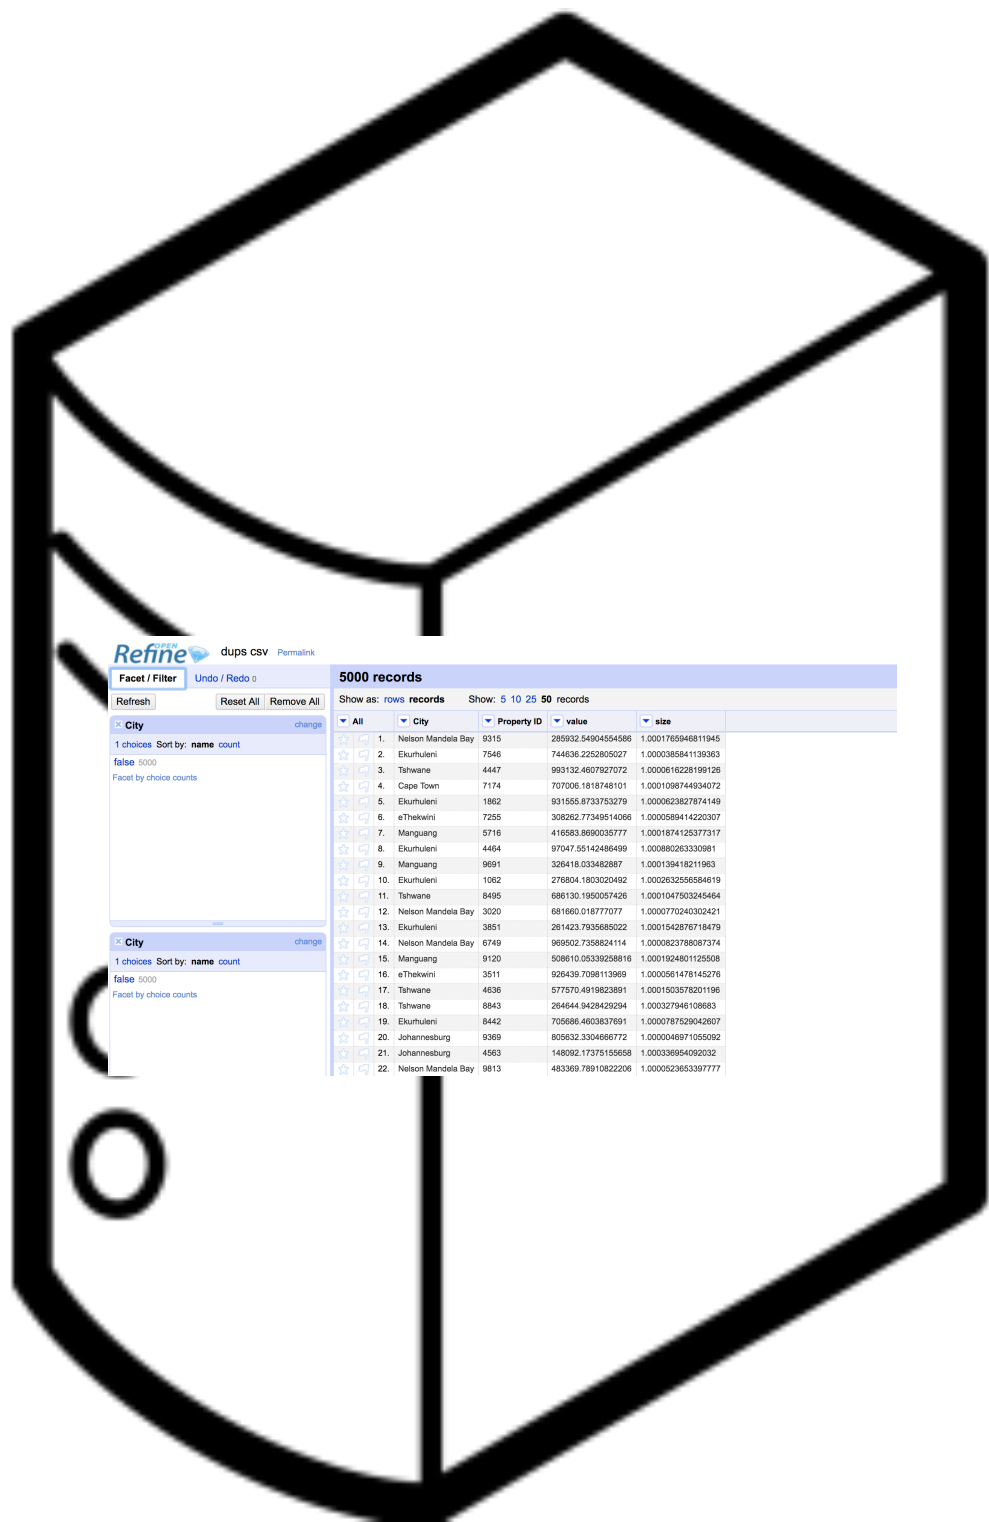 OPEN
Refine dups csv Permalink
Facet / Filter Undo / Redo 0
Refresh Reset All Remove All
City change
1 choices Sort by: name count
false 5000
Facet by choice counts
City change
1 choices Sort by: name count
false 5000
Facet by choice counts
5000 records
Show as: rows records Show: 5 10 25 50 records
All City Property ID value size
1. Nelson Mandela Bay 9315 285932.54904554586 1.0001765946811945
2. Ekurhuleni 7546 744636.2252805027 1.0000385841139363
3. Tshwane 4447 993132.4607927072 1.0000616228199126
4. Cape Town 7174 707006.1818748101 1.0001098744934072
5. Ekurhuleni 1862 931555.8733753279 1.0000623827874149
6. eThekwini 7255 308262.77349514066 1.0000589414220307
7. Manguang 5716 416583.8690035777 1.0001874125377317
8. Ekurhuleni 4464 97047.55142486499 1.000880263330981
9. Manguang 9691 326418.033482887 1.000139418211963
10. Ekurhuleni 1062 276804.1803020492 1.0002632556584619
11. Tshwane 8495 686130.1950057426 1.0001047503245464
12. Nelson Mandela Bay 3020 681660.018777077 1.0000770240302421
13. Ekurhuleni 3851 261423.7935685022 1.0001542876718479
14. Nelson Mandela Bay 6749 969502.7358824114 1.0000823788087374
15. Manguang 9120 508610.05339258816 1.0001924801125508
16. eThekwini 3511 926439.7098113969 1.0000561478145276
17. Tshwane 4636 577570.4919823891 1.0001503578201196
18. Tshwane 8843 264644.9428429294 1.000327946108683
19. Ekurhuleni 8442 705686.4603837691 1.0000787529042607
20. Johannesburg 9369 805632.3304666772 1.0000046971055092
21. Johannesburg 4563 148092.17375155658 1.000336954092032
22. Nelson Mandela Bay 9813 483369.78910822206 1.0000523653397777